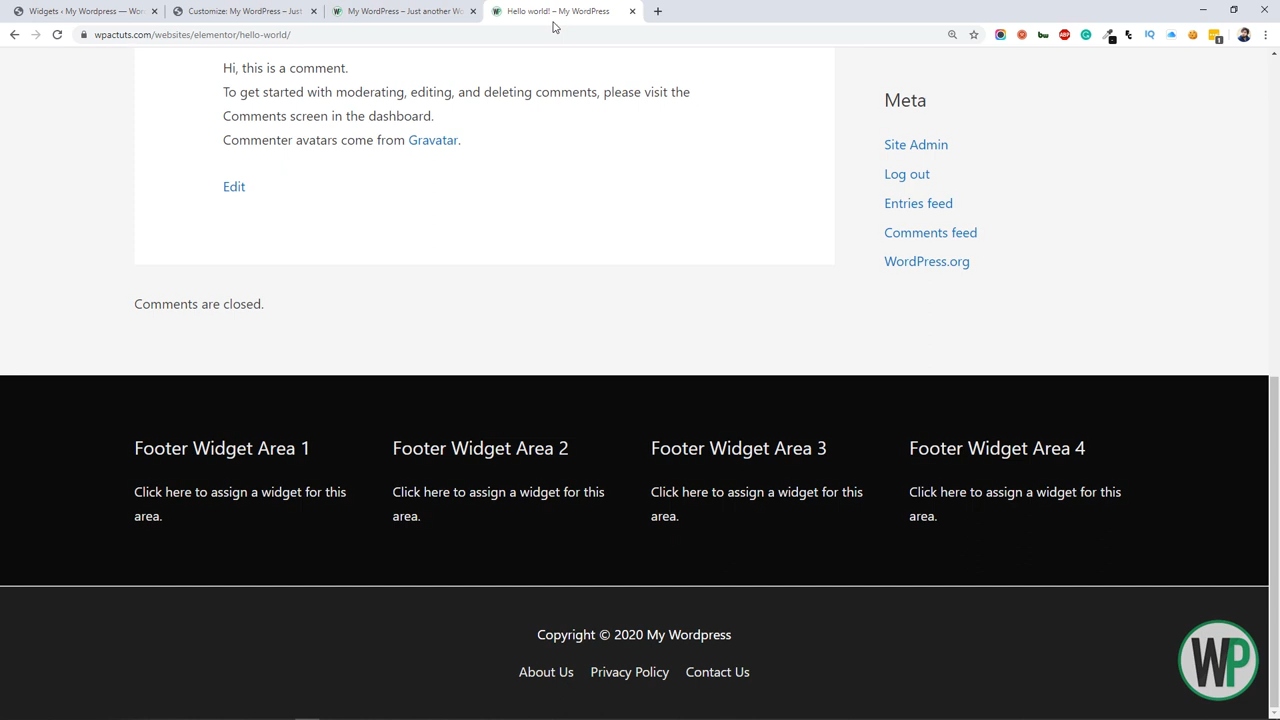 Widgets ‹ My Wordpress — Wor
Customize: My WordPress – Just
My WordPress – Just another Wo
Hello world! – My WordPress
wpactuts.com/websites/elementor/hello-world/
Hi, this is a comment.
To get started with moderating, editing, and deleting comments, please visit the
Comments screen in the dashboard.
Commenter avatars come from Gravatar.
Edit
Comments are closed.
Meta
Site Admin
Log out
Entries feed
Comments feed
WordPress.org
Footer Widget Area 1
Click here to assign a widget for this
area.
Footer Widget Area 2
Click here to assign a widget for this
area.
Footer Widget Area 3
Click here to assign a widget for this
area.
Footer Widget Area 4
Click here to assign a widget for this
area.
Copyright © 2020 My Wordpress
About Us Privacy Policy Contact Us
WP